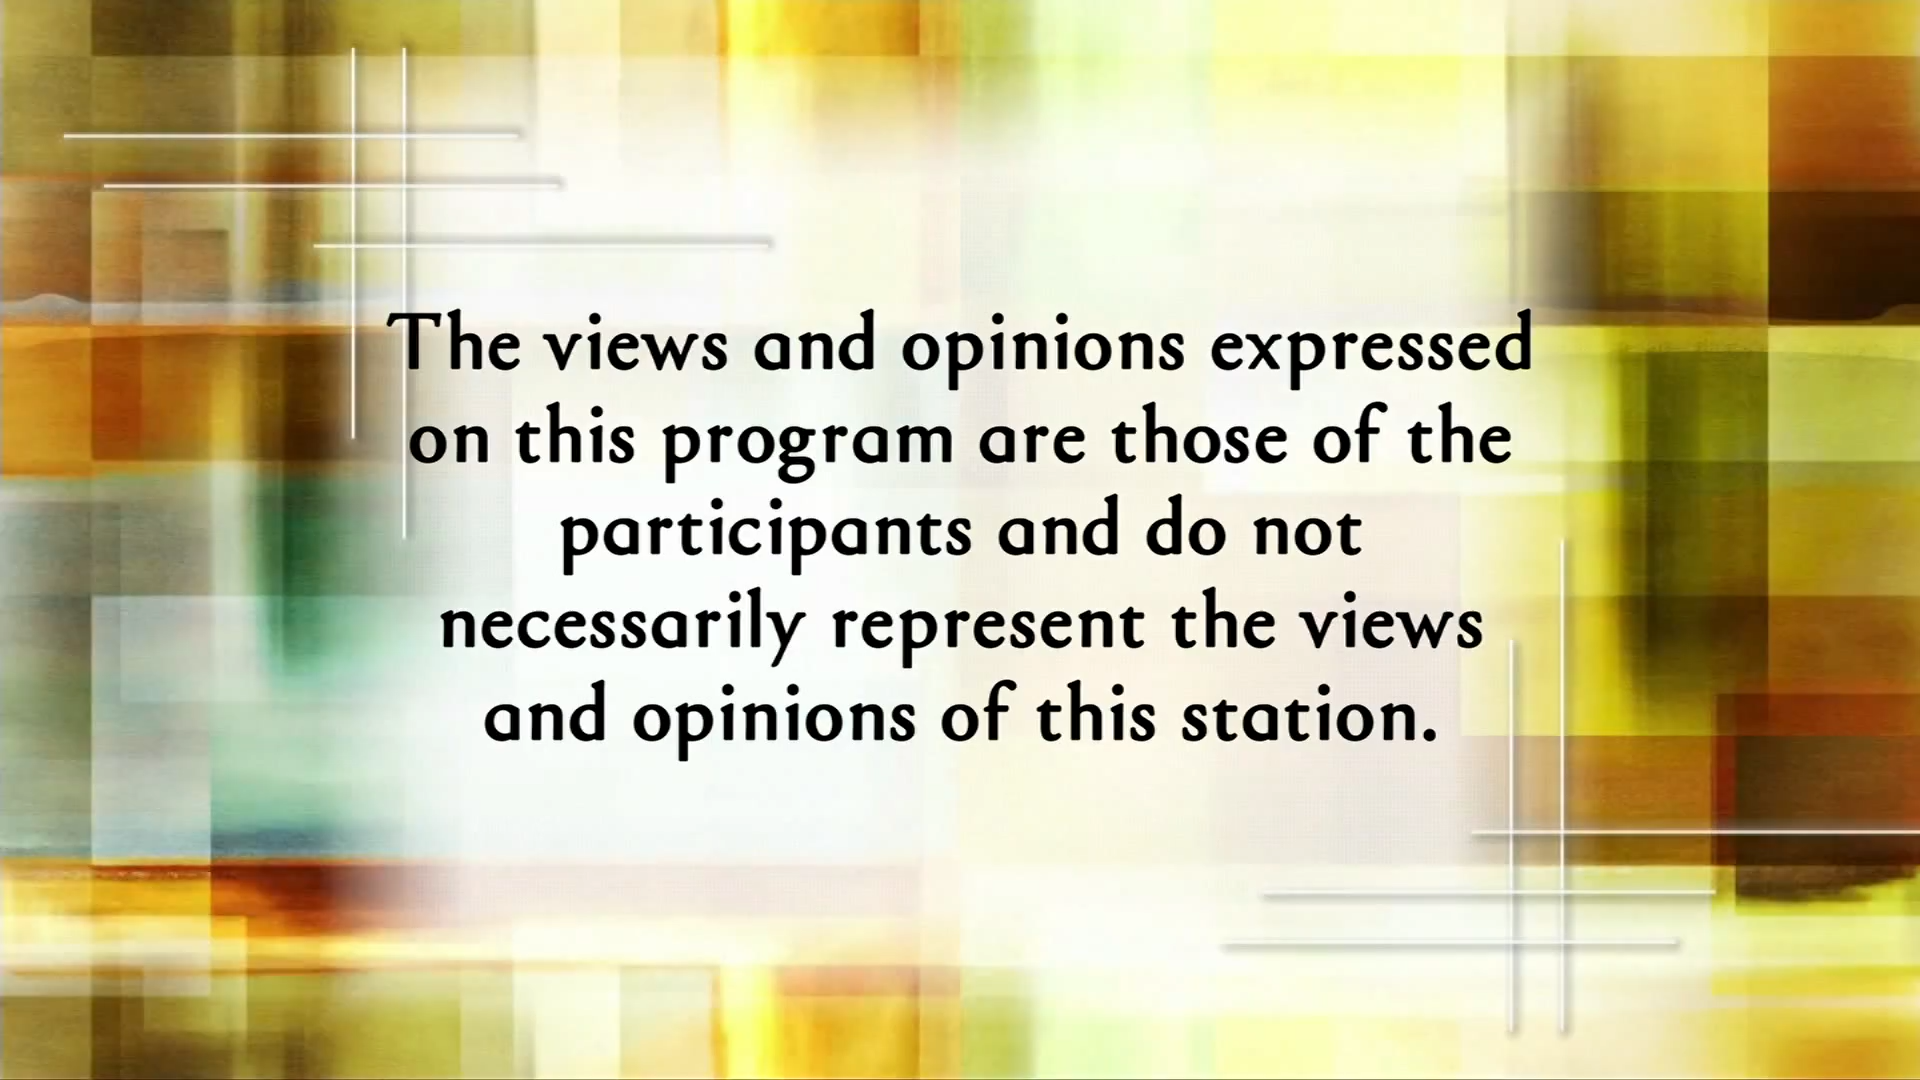 The views and opinions expressed
on this program are those of the
participants and do not
necessarily represent the views
and opinions of this station.